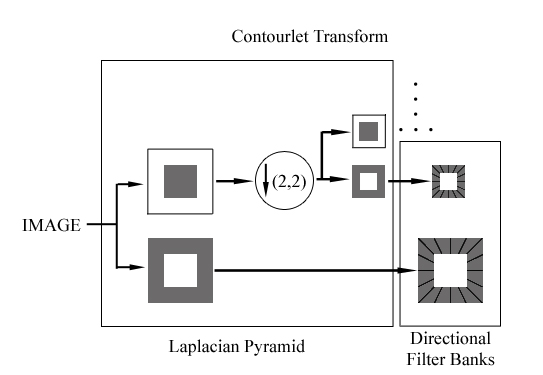 Contourlet Transform
(2,2)
IMAGE
Laplacian Pyramid
Directional
Filter Banks